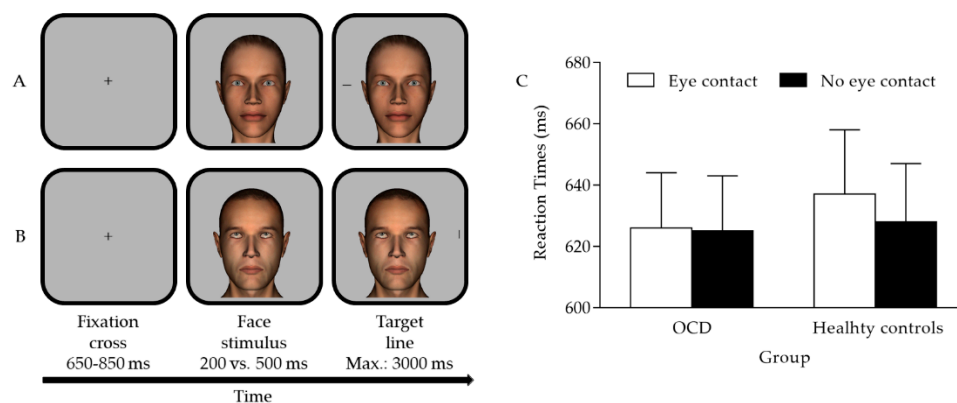 A
+
B
+
Fixation
cross
650-850 ms
Face
stimulus
200 vs. 500 ms
Target
line
Max.: 3000 ms
Time
C
Eye contact
No eye contact
Reaction Times (ms)
680
660
640
620
600
OCD
Healhty controls
Group